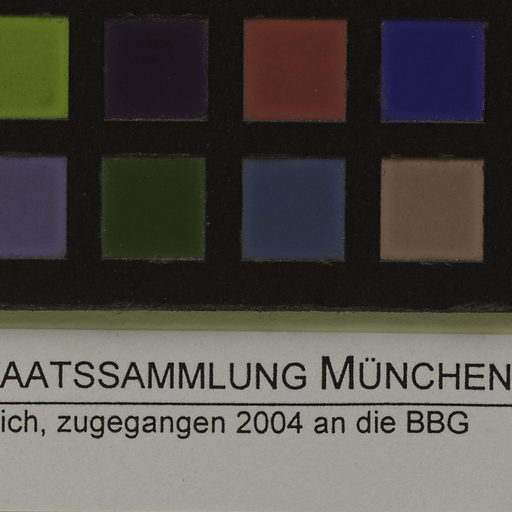 AATSSAMMLUNG MÜNCHEN
ich, zugegangen 2004 an die BBG